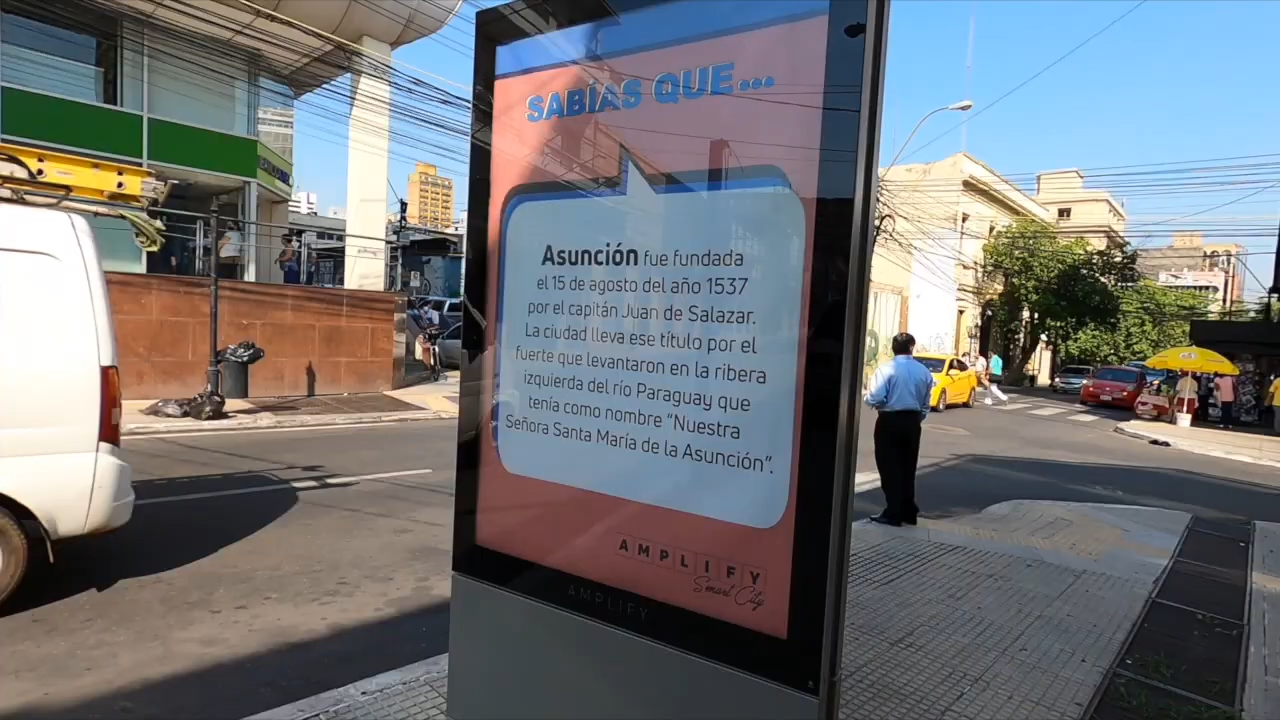 SABÍAS QUE...
Asunción fue fundada
el 15 de agosto del año 1537
por el capitán Juan de Salazar.
La ciudad lleva ese título por el
fuerte que levantaron en la ribera
izquierda del río Paraguay que
tenía como nombre “Nuestra
Señora Santa María de la Asunción”.
AMPLIFY
Smart City
AMPLIFY